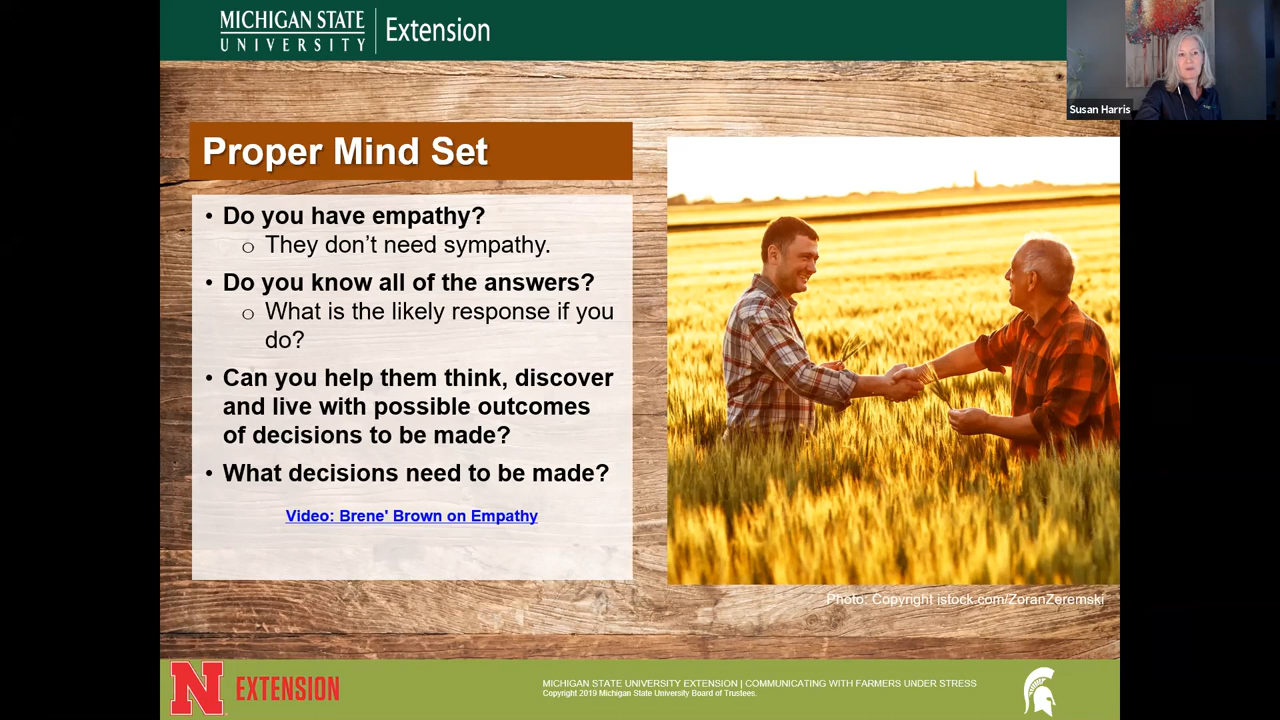 MICHIGAN STATE
UNIVERSITY
Extension
Susan Harris
Proper Mind Set
• Do you have empathy?
o They don’t need sympathy.
• Do you know all of the answers?
o What is the likely response if you
do?
• Can you help them think, discover
and live with possible outcomes
of decisions to be made?
• What decisions need to be made?
Video: Brene' Brown on Empathy
Photo: Copyright istock.com/ZoranZeremski
N EXTENSION
MICHIGAN STATE UNIVERSITY EXTENSION | COMMUNICATING WITH FARMERS UNDER STRESS
Copyright 2019 Michigan State University Board of Trustees.